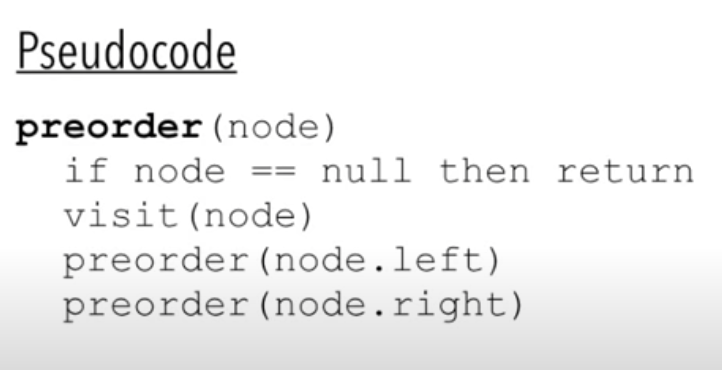 Pseudocode
preorder(node)
if node == null then return
visit(node)
preorder(node.left)
preorder(node.right)